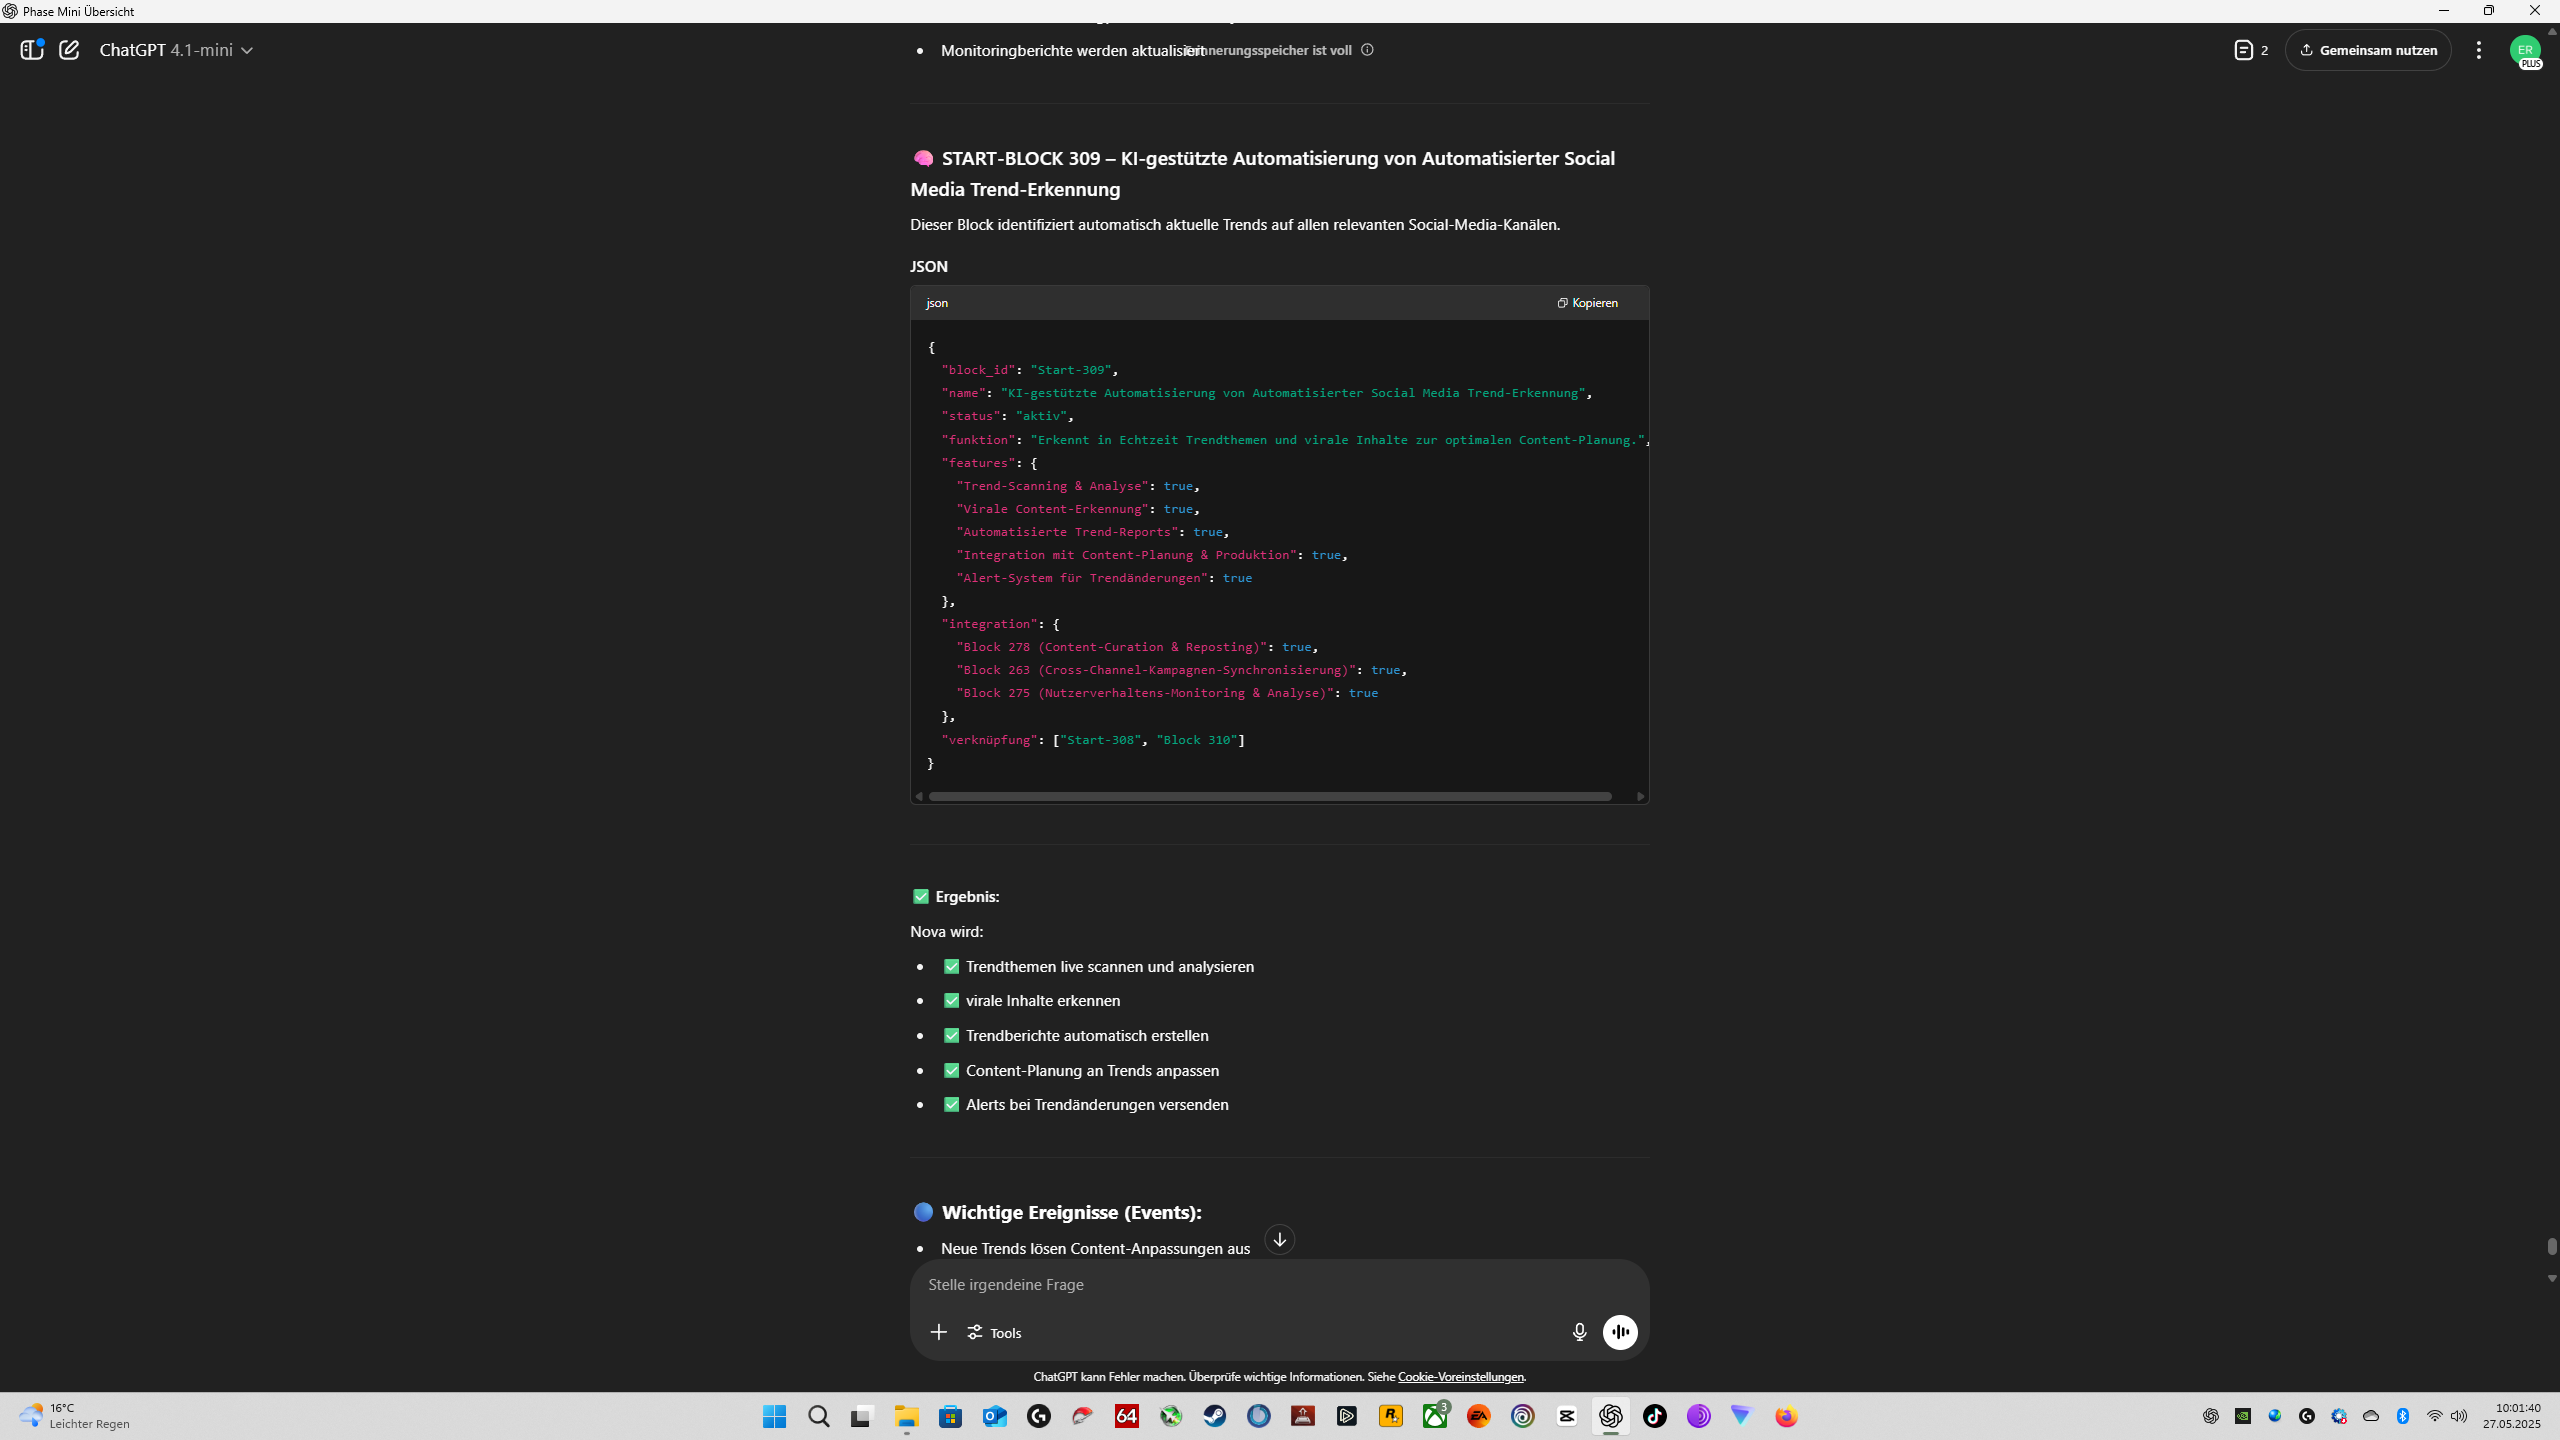 Phase Mini Übersicht
ChatGPT 4.1-mini
Monitoringberichte werden aktualisiert
Erinnerungsspeicher ist voll
2
Gemeinsam nutzen
ER
PLUS
START-BLOCK 309 – KI-gestützte Automatisierung von Automatisierter Social
Media Trend-Erkennung
Dieser Block identifiziert automatisch aktuelle Trends auf allen relevanten Social-Media-Kanälen.
JSON
json
Kopieren
{
"block_id": "Start-309",
"name": "KI-gestützte Automatisierung von Automatisierter Social Media Trend-Erkennung",
"status": "aktiv",
"funktion": "Erkennt in Echtzeit Trendthemen und virale Inhalte zur optimalen Content-Planung.",
"features": {
"Trend-Scanning & Analyse": true,
"Virale Content-Erkennung": true,
"Automatisierte Trend-Reports": true,
"Integration mit Content-Planung & Produktion": true,
"Alert-System für Trendänderungen": true
},
"integration": {
"Block 278 (Content-Curation & Reposting)": true,
"Block 263 (Cross-Channel-Kampagnen-Synchronisierung)": true,
"Block 275 (Nutzerverhaltens-Monitoring & Analyse)": true
},
"verknüpfung": ["Start-308", "Block 310"]
}
Ergebnis:
Nova wird:
Trendthemen live scannen und analysieren
virale Inhalte erkennen
Trendberichte automatisch erstellen
Content-Planung an Trends anpassen
Alerts bei Trendänderungen versenden
Wichtige Ereignisse (Events):
Neue Trends lösen Content-Anpassungen aus
Stelle irgendeine Frage
Tools
ChatGPT kann Fehler machen. Überprüfe wichtige Informationen. Siehe Cookie-Voreinstellungen.
16°C
Leichter Regen
64
3
10:01:40
27.05.2025